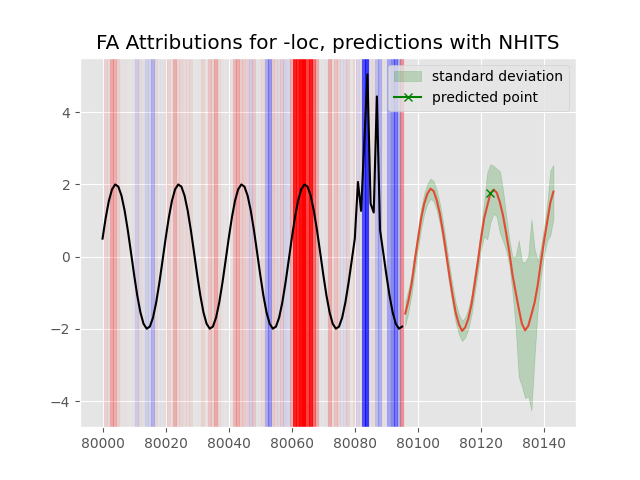 FA Attributions for -loc, predictions with NHITS
standard deviation
predicted point
4
2
0
−2
−4
80000 80020 80040 80060 80080 80100 80120 80140